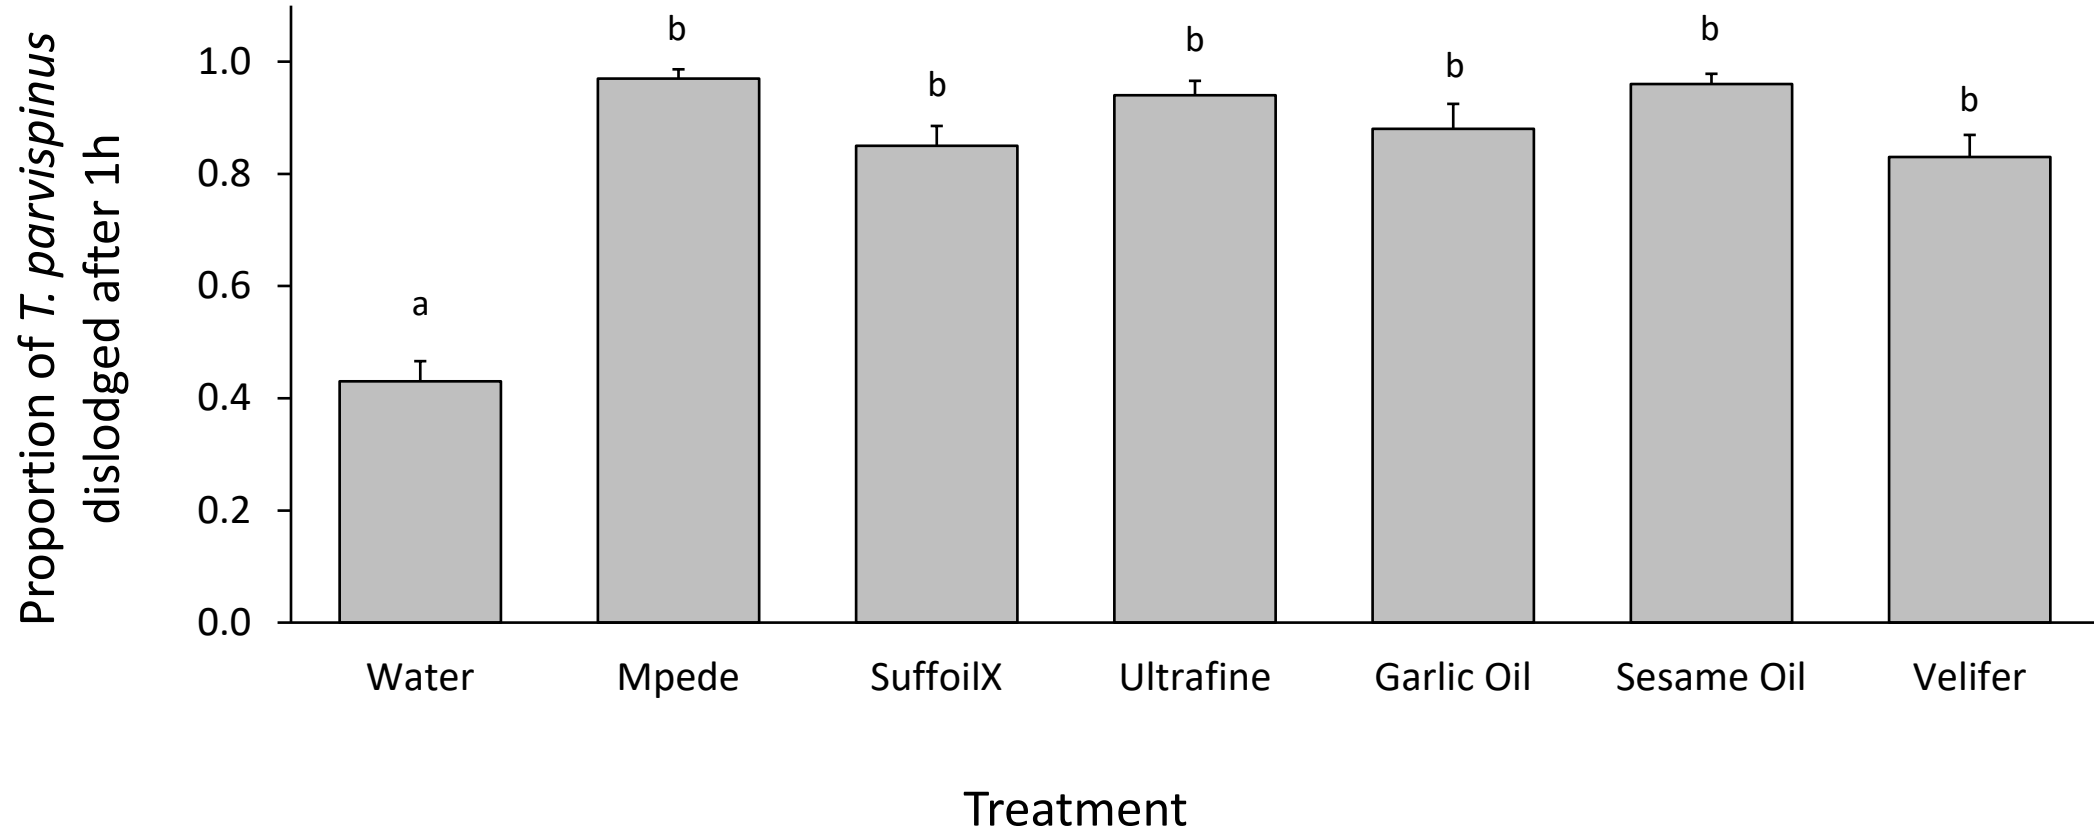 Proportion of T. parvispinus
dislodged after 1h
1.0
0.8
0.6
0.4
0.2
0.0
a
b
b
b
b
b
b
Water
Mpede
SuffoilX
Ultrafine
Garlic Oil
Sesame Oil
Velifer
Treatment